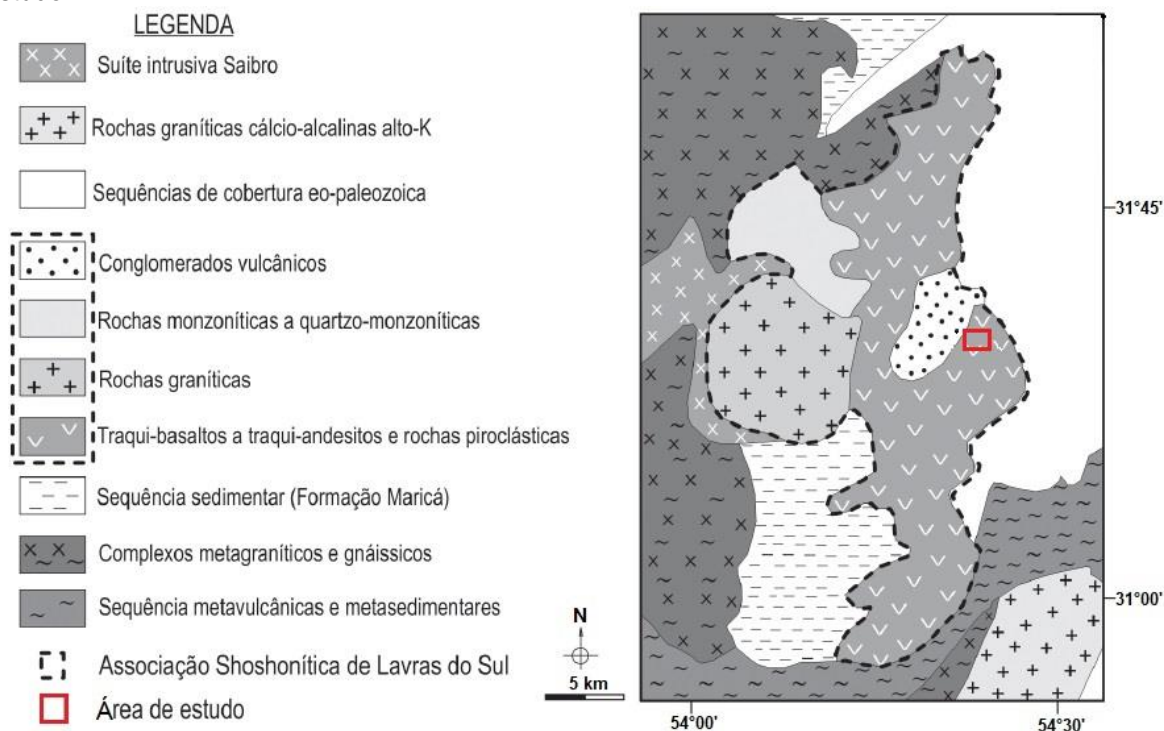 LEGENDA
Suíte intrusiva Saibro
Rochas graníticas cálcio-alcalinas alto-K
Sequências de cobertura eo-paleozoica
Conglomerados vulcânicos
Rochas monzoníticas a quartzo-monzoníticas
Rochas graníticas
Traqui-basaltos a traqui-andesitos e rochas piroclásticas
Sequência sedimentar (Formação Maricá)
Complexos metagraníticos e gnáissicos
Sequência metavulcânicas e metasedimentares
Associação Shoshonítica de Lavras do Sul
Área de estudo
N
5 km
31°45'
31°00'
54°00'
54°30'